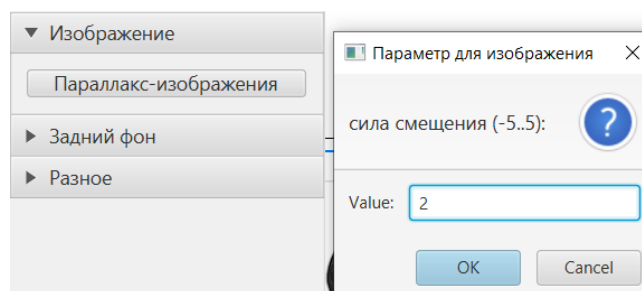 Изображение
Параллакс-изображения
Задний фон
Разное
Параметр для изображения
сила смещения (-5..5):
?
Value: 2
OK Cancel